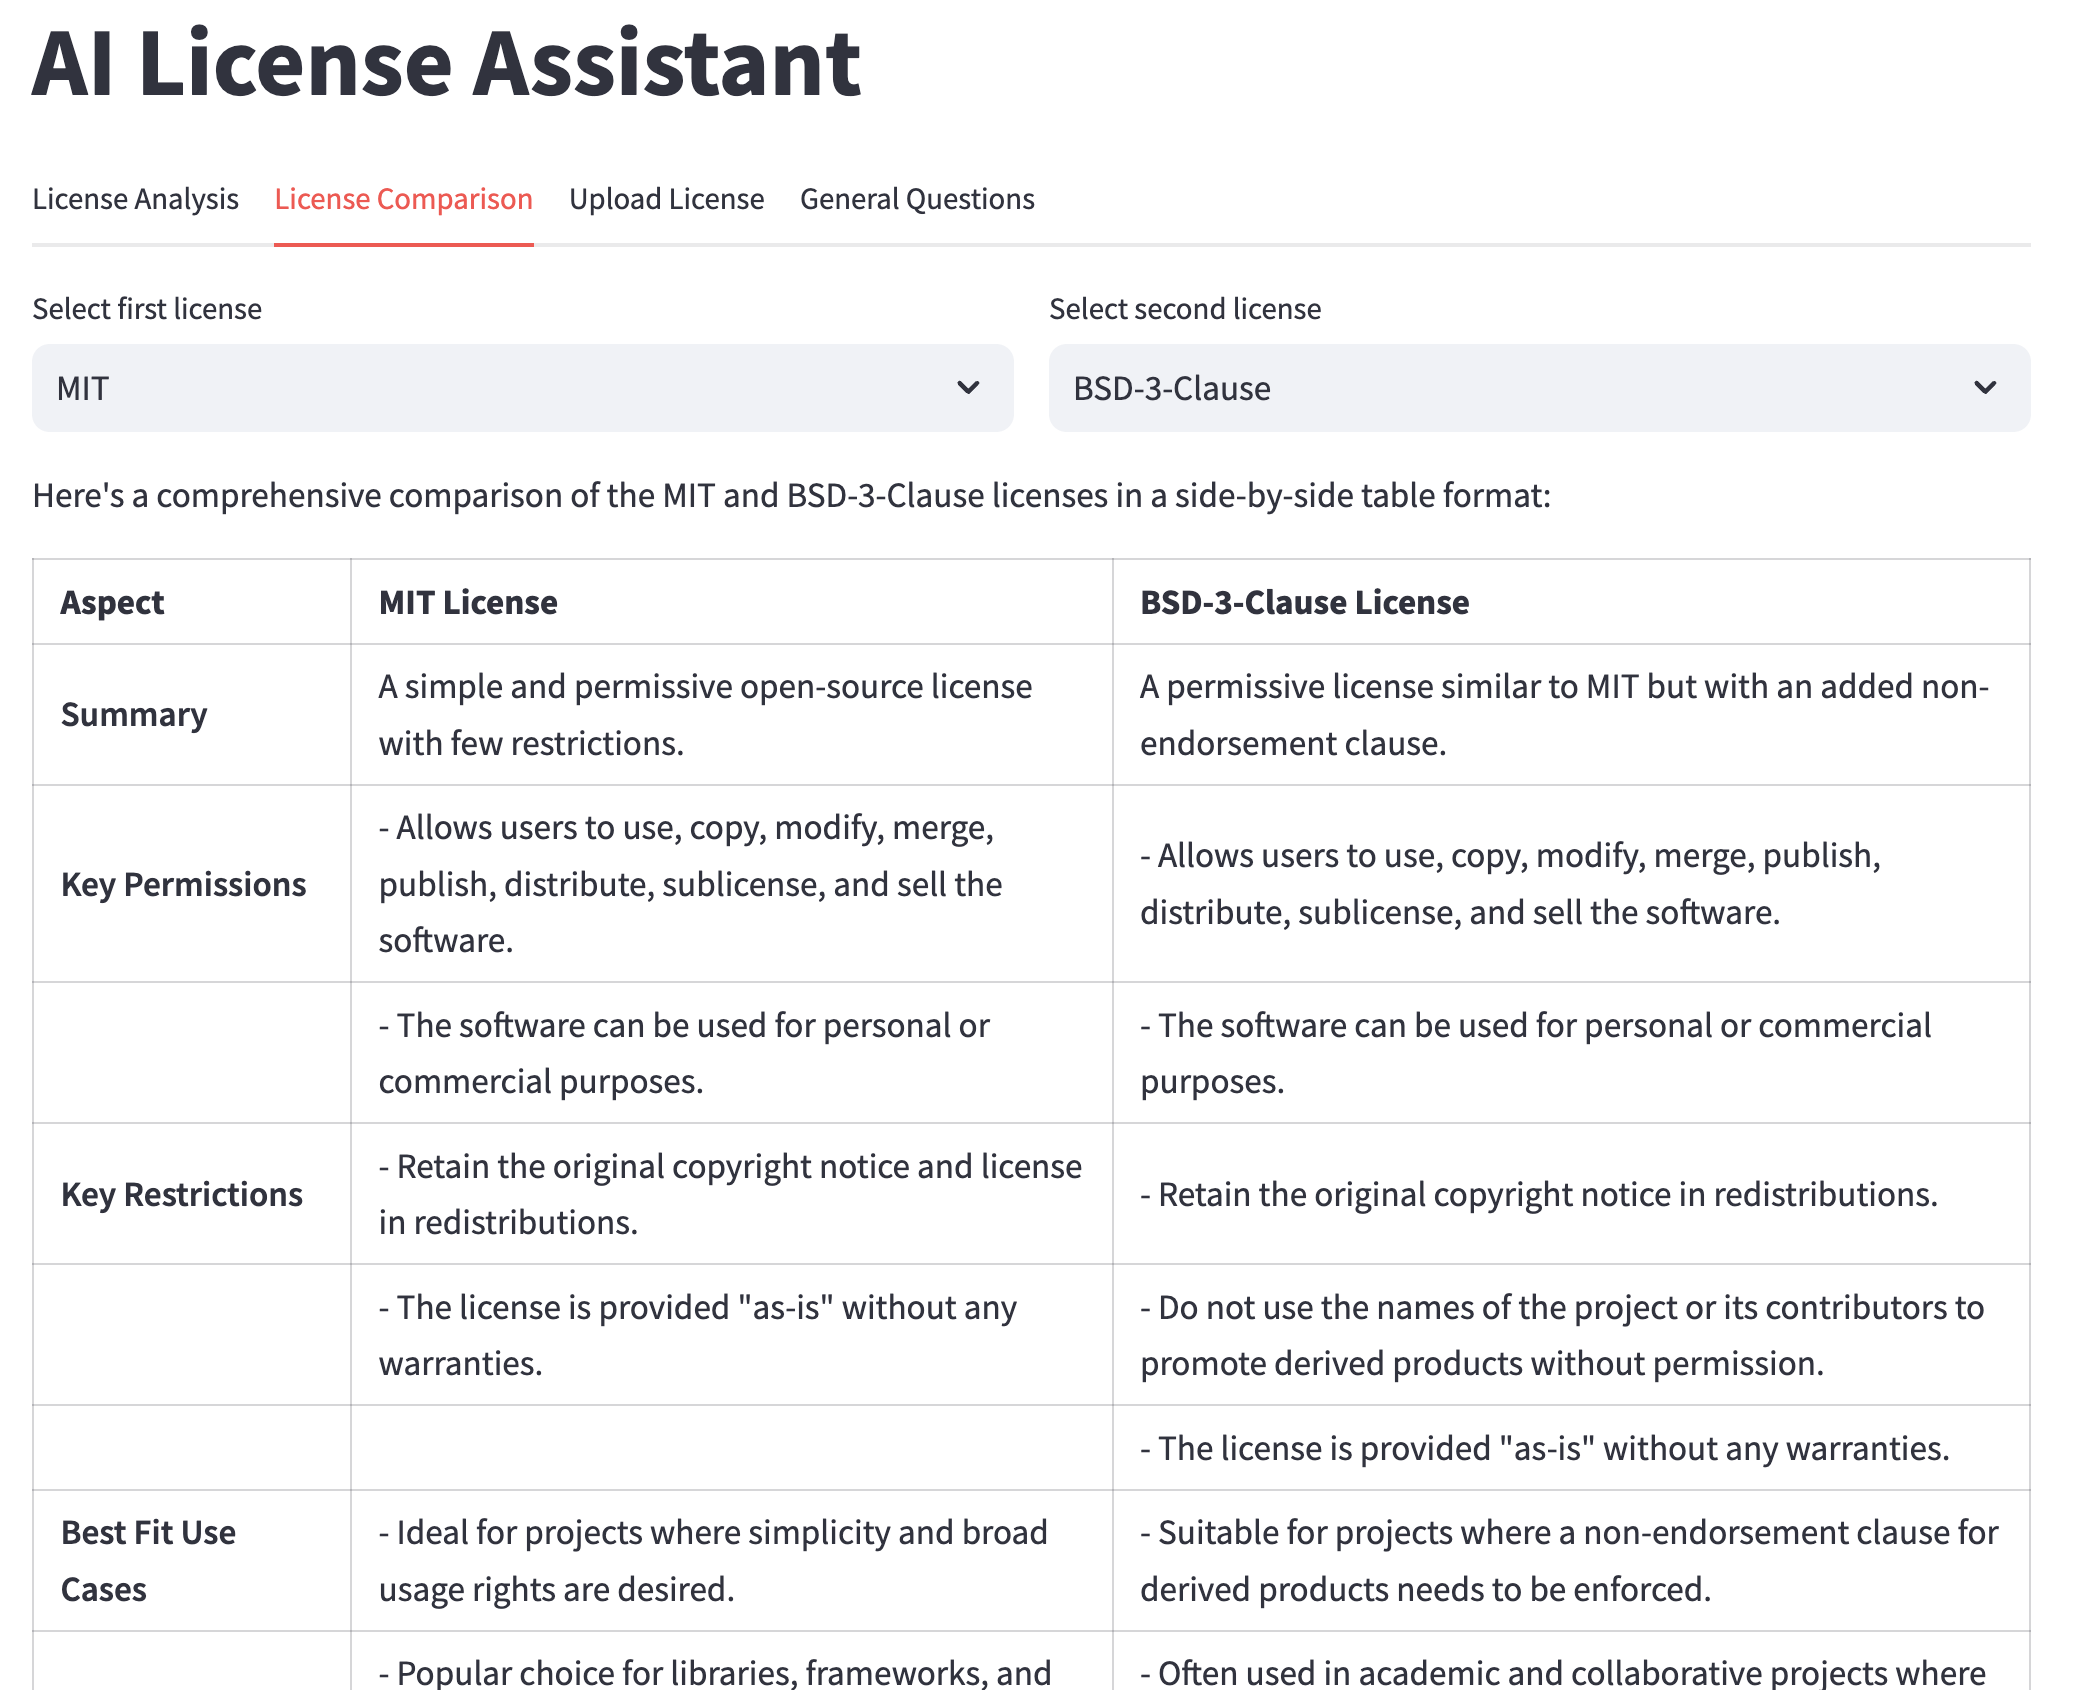 AI License Assistant
License Analysis License Comparison Upload License General Questions
Select first license
MIT
Select second license
BSD-3-Clause
Here's a comprehensive comparison of the MIT and BSD-3-Clause licenses in a side-by-side table format:
Aspect
MIT License
BSD-3-Clause License
Summary
A simple and permissive open-source license
with few restrictions.
A permissive license similar to MIT but with an added non-
endorsement clause.
Key Permissions
- Allows users to use, copy, modify, merge,
publish, distribute, sublicense, and sell the
software.
- Allows users to use, copy, modify, merge, publish,
distribute, sublicense, and sell the software.
- The software can be used for personal or
commercial purposes.
- The software can be used for personal or commercial
purposes.
Key Restrictions
- Retain the original copyright notice and license
in redistributions.
- Retain the original copyright notice in redistributions.
- The license is provided "as-is" without any
warranties.
- Do not use the names of the project or its contributors to
promote derived products without permission.
- The license is provided "as-is" without any warranties.
Best Fit Use
Cases
- Ideal for projects where simplicity and broad
usage rights are desired.
- Suitable for projects where a non-endorsement clause for
derived products needs to be enforced.
- Popular choice for libraries, frameworks, and
- Often used in academic and collaborative projects where